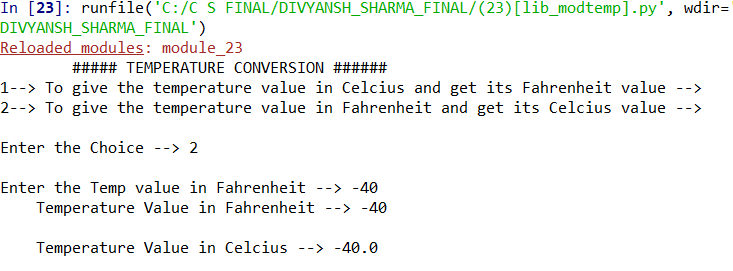 In [23]: runfile('C:/C S FINAL/DIVYANSH_SHARMA_FINAL/(23)[lib_modtemp].py', wdir='
DIVYANSH_SHARMA_FINAL')
Reloaded modules: module_23
##### TEMPERATURE CONVERSION ######
1--> To give the temperature value in Celcius and get its Fahrenheit value -->
2--> To give the temperature value in Fahrenheit and get its Celcius value -->
Enter the Choice --> 2
Enter the Temp value in Fahrenheit --> -40
Temperature Value in Fahrenheit --> -40
Temperature Value in Celcius --> -40.0